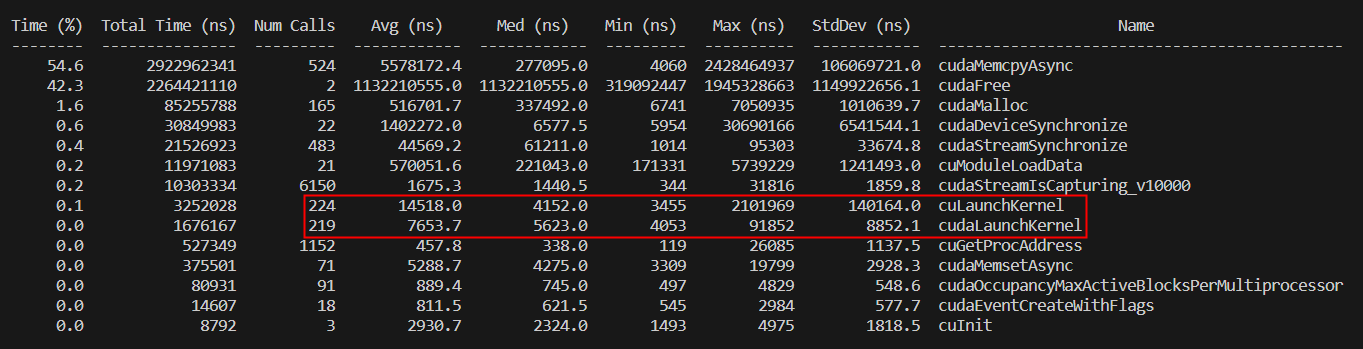 Time (%)  Total Time (ns)  Num Calls    Avg (ns)      Med (ns)    Min (ns)    Max (ns)    StdDev (ns)                       Name
--------  ---------------  ---------  ------------  ------------  ---------  ----------  ------------  --------------------------------------------
54.6       2922962341        524     5578172.4      277095.0       4060  2428464937   106069721.0  cudaMemcpyAsync
42.3       2264421110          2  1132210555.0  1132210555.0  319092447  1945328663  1149922656.1  cudaFree
1.6         85255788        165      516701.7      337492.0       6741     7050935     1010639.7  cudaMalloc
0.6         30849983         22     1402272.0        6577.5       5954    30690166     6541544.1  cudaDeviceSynchronize
0.4         21526923        483       44569.2       61211.0       1014       95303       33674.8  cudaStreamSynchronize
0.2         11971083         21      570051.6      221043.0     171331     5739229     1241493.0  cuModuleLoadData
0.2         10303334       6150        1675.3        1440.5        344       31816        1859.8  cudaStreamIsCapturing_v10000
0.1          3252028        224       14518.0        4152.0       3455     2101969      140164.0  cuLaunchKernel
0.0          1676167        219        7653.7        5623.0       4053       91852        8852.1  cudaLaunchKernel
0.0           527349       1152         457.8         338.0        119       26085        1137.5  cuGetProcAddress
0.0           375501         71        5288.7        4275.0       3309       19799        2928.3  cudaMemsetAsync
0.0            80931         91         889.4         745.0        497        4829         548.6  cudaOccupancyMaxActiveBlocksPerMultiprocessor
0.0            14607         18         811.5         621.5        545        2984         577.7  cudaEventCreateWithFlags
0.0             8792          3        2930.7        2324.0       1493        4975        1818.5  cuInit